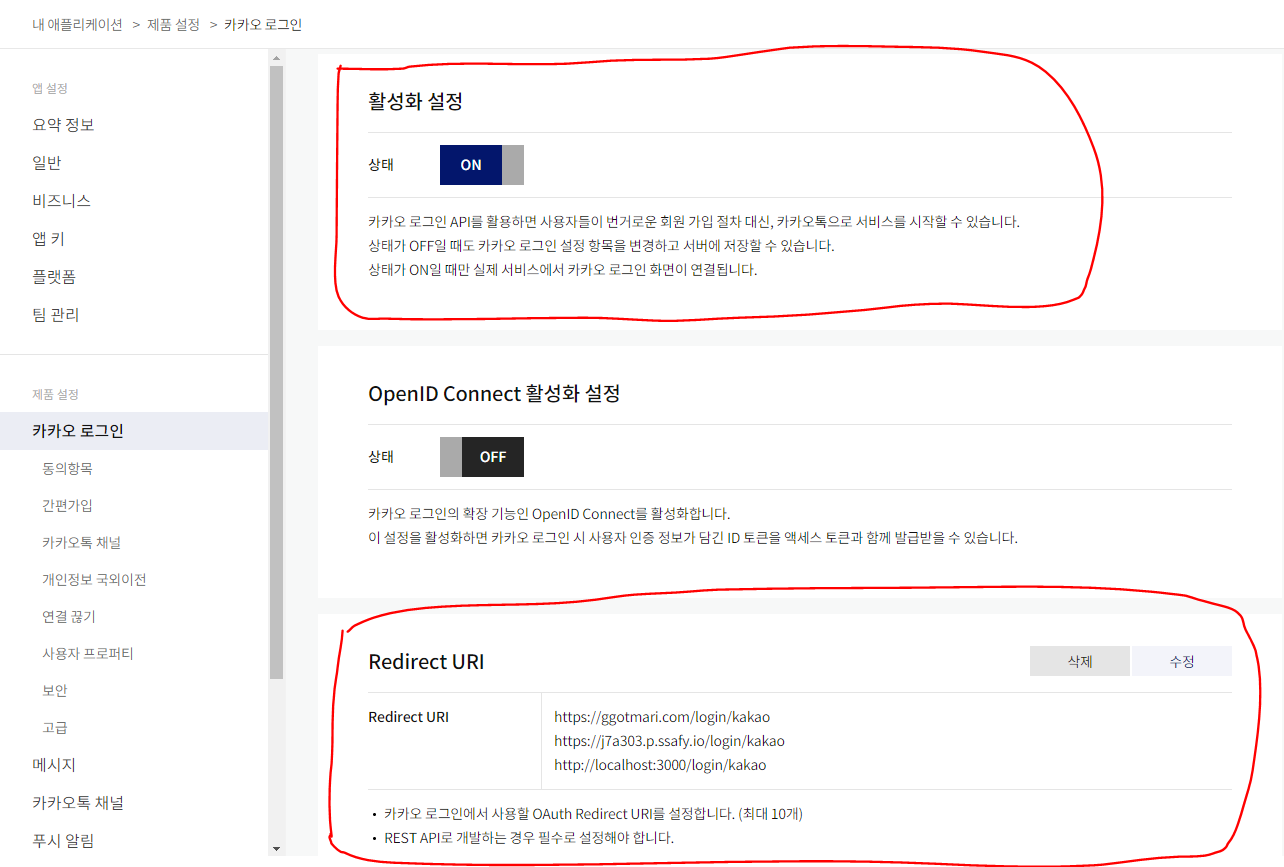 내 애플리케이션 > 제품 설정 > 카카오 로그인
앱 설정
요약 정보
일반
비즈니스
앱 키
플랫폼
팀 관리
제품 설정
카카오 로그인
동의항목
간편가입
카카오톡 채널
개인정보 국외이전
연결 끊기
사용자 프로퍼티
보안
고급
메시지
카카오톡 채널
푸시 알림
활성화 설정
상태 ON
카카오 로그인 API를 활용하면 사용자들이 번거로운 회원 가입 절차 대신, 카카오톡으로 서비스를 시작할 수 있습니다.
상태가 OFF일 때도 카카오 로그인 설정 항목을 변경하고 서버에 저장할 수 있습니다.
상태가 ON일 때만 실제 서비스에서 카카오 로그인 화면이 연결됩니다.
OpenID Connect 활성화 설정
상태 OFF
카카오 로그인의 확장 기능인 OpenID Connect를 활성화합니다.
이 설정을 활성화하면 카카오 로그인 시 사용자 인증 정보가 담긴 ID 토큰을 액세스 토큰과 함께 발급받을 수 있습니다.
Redirect URI 삭제 수정
Redirect URI https://ggotmari.com/login/kakao
https://j7a303.p.ssafy.io/login/kakao
http://localhost:3000/login/kakao
• 카카오 로그인에서 사용할 OAuth Redirect URI를 설정합니다. (최대 10개)
• REST API로 개발하는 경우 필수로 설정해야 합니다.